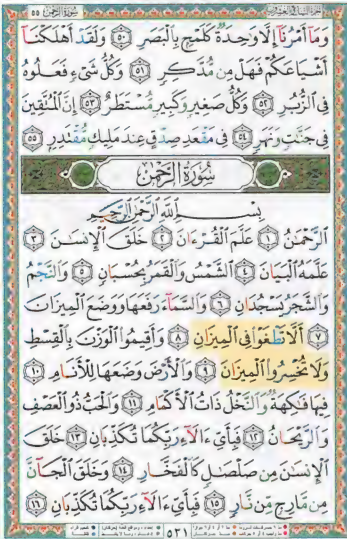 سورة الرحمن ٥٥
وَمَآ أَمْرُنَآ إِلَّا وَٰحِدَةٌ كَلَمْحٍۭ بِٱلْبَصَرِ ٥٠ وَلَقَدْ أَهْلَكْنَآ
أَشْيَاعَكُمْ فَهَلْ مِن مُّدَّكِرٍ ٥١ وَكُلُّ شَىْءٍ فَعَلُوهُ
فِى ٱلزُّبُرِ ٥٢ وَكُلُّ صَغِيرٍ وَكَبِيرٍ مُّسْتَطَرٌ ٥٣ إِنَّ ٱلْمُتَّقِينَ
فِى جَنَّٰتٍ وَنَهَرٍ ٥٤ فِى مَقْعَدِ صِدْقٍ عِندَ مَلِيكٍ مُّقْتَدِرٍۭ ٥٥
سُورَةُ الرَّحْمٰن
بِسْمِ ٱللَّهِ ٱلرَّحْمَٰنِ ٱلرَّحِيمِ
ٱلرَّحْمَٰنُ ١ عَلَّمَ ٱلْقُرْءَانَ ٢ خَلَقَ ٱلْإِنسَٰنَ ٣
عَلَّمَهُ ٱلْبَيَانَ ٤ ٱلشَّمْسُ وَٱلْقَمَرُ بِحُسْبَانٍ ٥ وَٱلنَّجْمُ
وَٱلشَّجَرُ يَسْجُدَانِ ٦ وَٱلسَّمَآءَ رَفَعَهَا وَوَضَعَ ٱلْمِيزَانَ
٧ أَلَّا تَطْغَوْا۟ فِى ٱلْمِيزَانِ ٨ وَأَقِيمُوا۟ ٱلْوَزْنَ بِٱلْقِسْطِ
وَلَا تُخْسِرُوا۟ ٱلْمِيزَانَ ٩ وَٱلْأَرْضَ وَضَعَهَا لِلْأَنَامِ ١٠
فِيهَا فَٰكِهَةٌ وَٱلنَّخْلُ ذَاتُ ٱلْأَكْمَامِ ١١ وَٱلْحَبُّ ذُو ٱلْعَصْفِ
وَٱلرَّيْحَانُ ١٢ فَبِأَىِّ ءَالَآءِ رَبِّكُمَا تُكَذِّبَانِ ١٣ خَلَقَ
ٱلْإِنسَٰنَ مِن صَلْصَٰلٍ كَٱلْفَخَّارِ ١٤ وَخَلَقَ ٱلْجَآنَّ
مِن مَّارِجٍ مِّن نَّارٍ ١٥ فَبِأَىِّ ءَالَآءِ رَبِّكُمَا تُكَذِّبَانِ ١٦
٥٣١